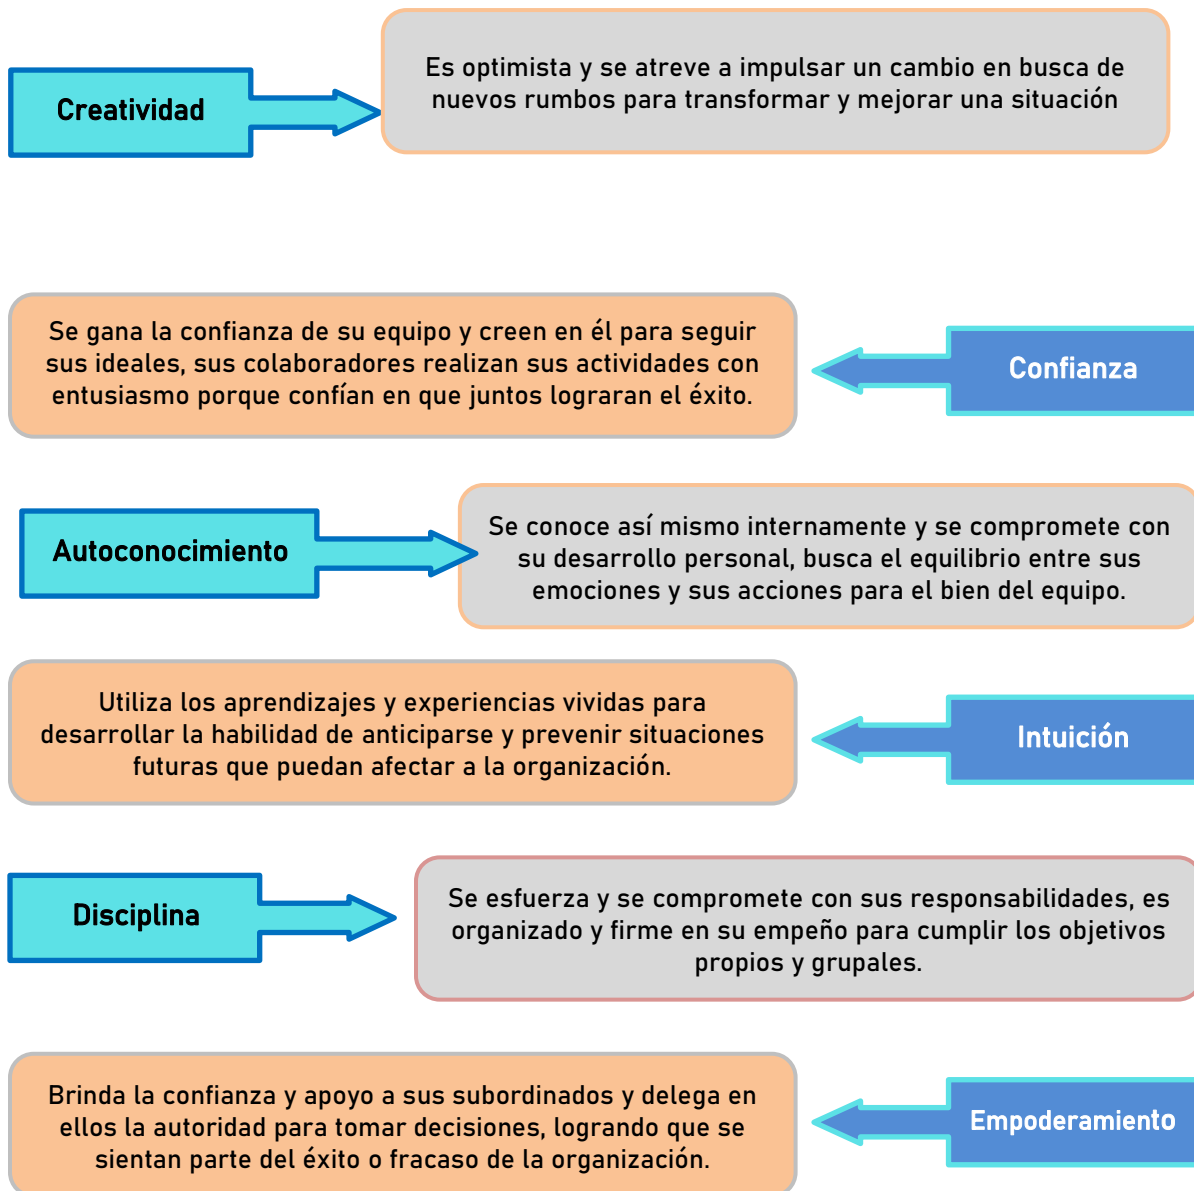 Creatividad
Es optimista y se atreve a impulsar un cambio en busca de
nuevos rumbos para transformar y mejorar una situación
Se gana la confianza de su equipo y creen en él para seguir
sus ideales, sus colaboradores realizan sus actividades con
entusiasmo porque confían en que juntos lograran el éxito.
Confianza
Autoconocimiento
Se conoce así mismo internamente y se compromete con
su desarrollo personal, busca el equilibrio entre sus
emociones y sus acciones para el bien del equipo.
Utiliza los aprendizajes y experiencias vividas para
desarrollar la habilidad de anticiparse y prevenir situaciones
futuras que puedan afectar a la organización.
Intuición
Disciplina
Se esfuerza y se compromete con sus responsabilidades, es
organizado y firme en su empeño para cumplir los objetivos
propios y grupales.
Brinda la confianza y apoyo a sus subordinados y delega en
ellos la autoridad para tomar decisiones, logrando que se
sientan parte del éxito o fracaso de la organización.
Empoderamiento